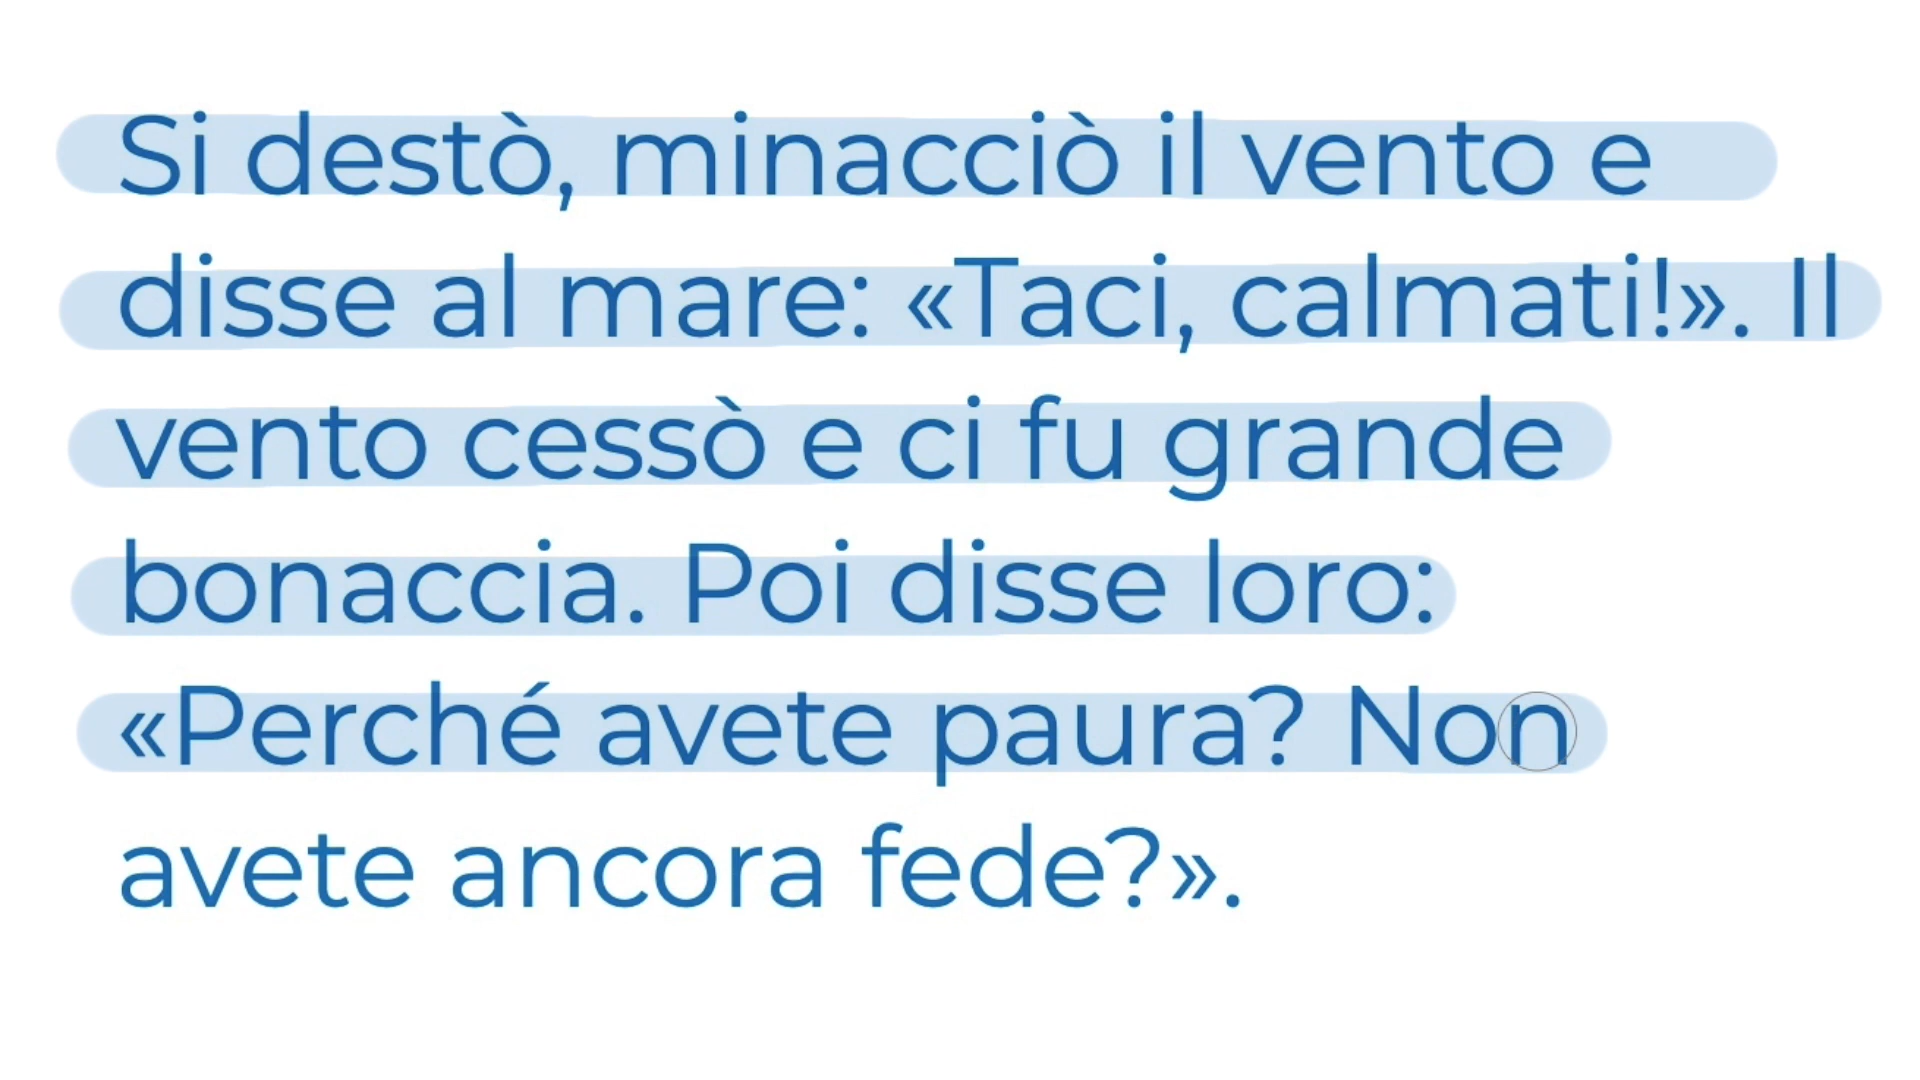 Si destò, minacciò il vento e
disse al mare: «Taci, calmati!». Il
vento cessò e ci fu grande
bonaccia. Poi disse loro:
«Perché avete paura? Non
avete ancora fede?».